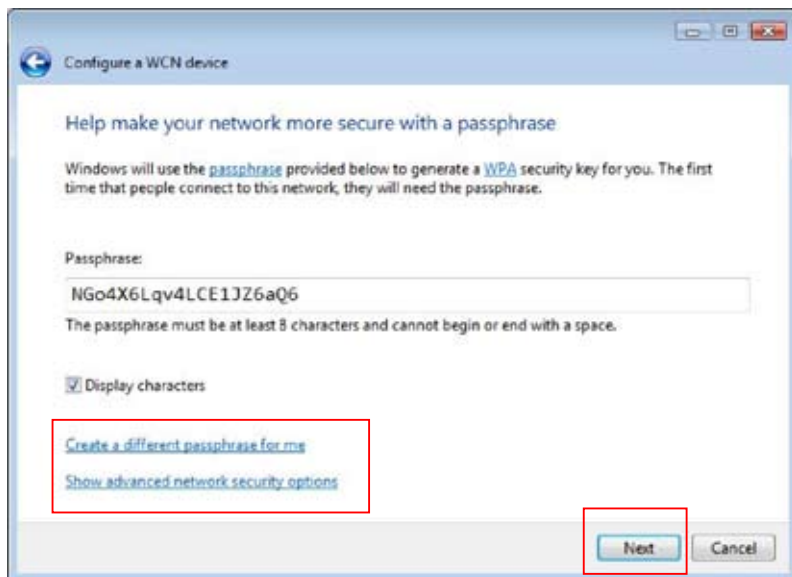 Configure a WCN device
Help make your network more secure with a passphrase
Windows will use the passphrase provided below to generate a WPA security key for you. The first
time that people connect to this network, they will need the passphrase.
Passphrase:
NGo4X6Lqv4LCE1JZ6aQ6
The passphrase must be at least 8 characters and cannot begin or end with a space.
Display characters
Create a different passphrase for me
Show advanced network security options
Next Cancel